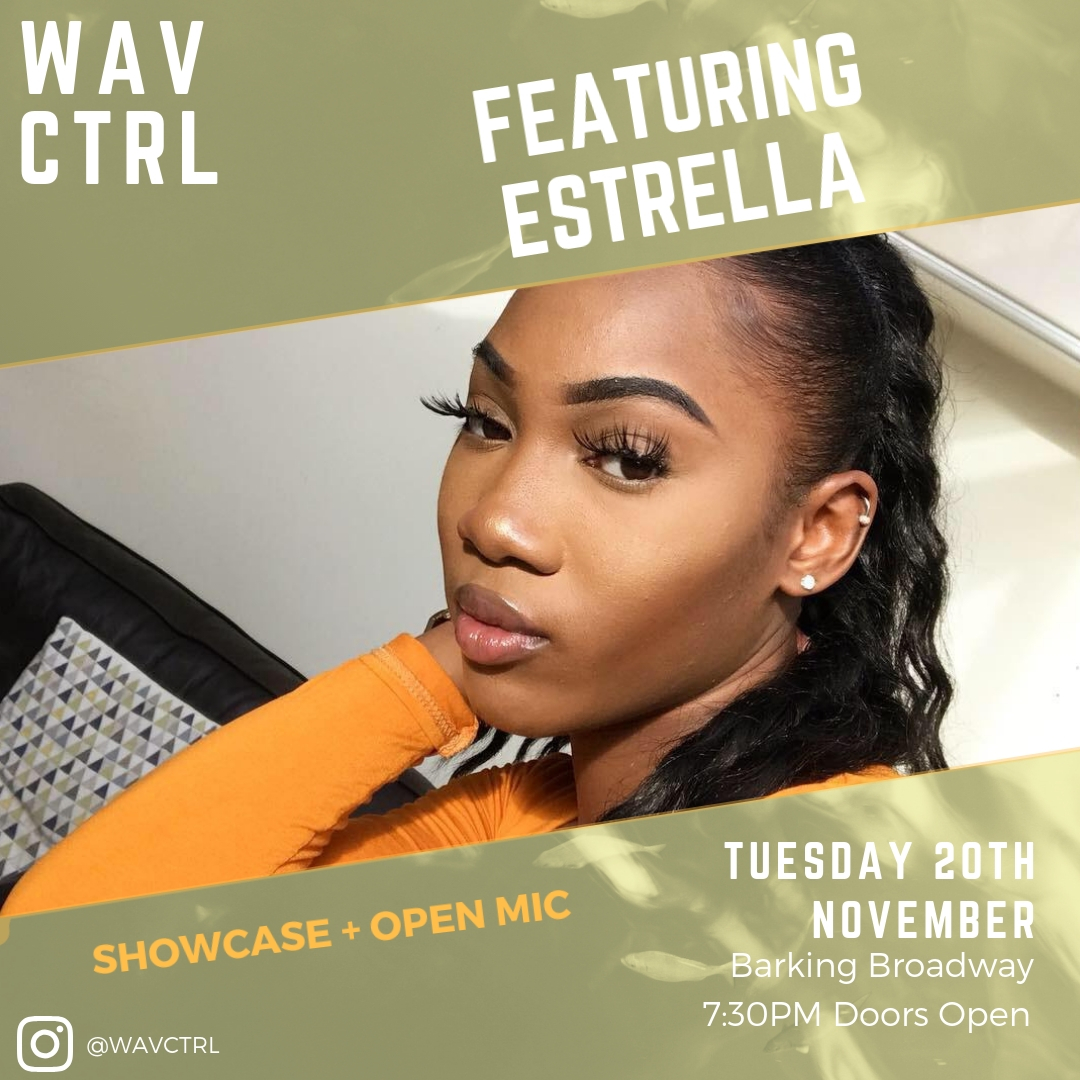 WAV
CTRL
FEATURING
ESTRELLA
SHOWCASE + OPEN MIC
TUESDAY 20TH
NOVEMBER
Barking Broadway
7:30PM Doors Open
@WAVCTRL